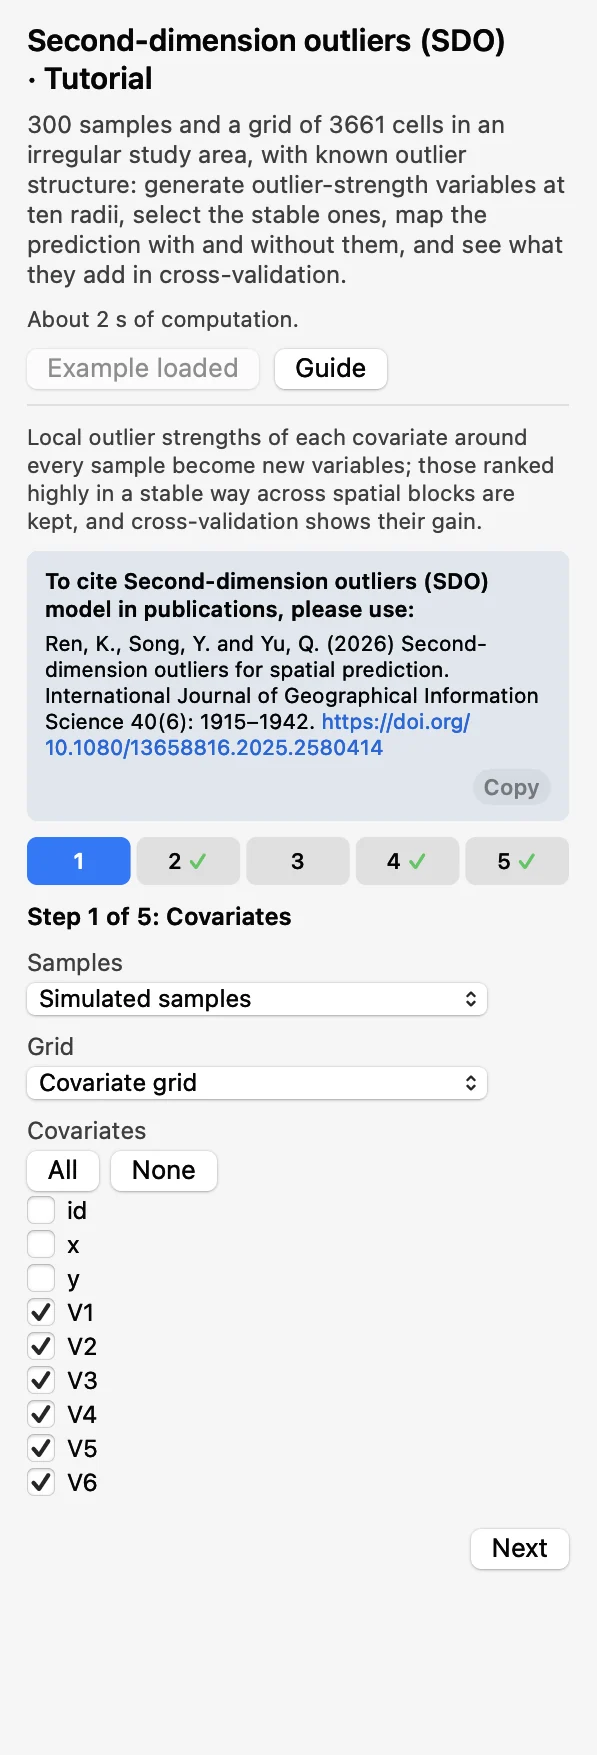 Second-dimension outliers (SDO)
· Tutorial
300 samples and a grid of 3661 cells in an
irregular study area, with known outlier
structure: generate outlier-strength variables at
ten radii, select the stable ones, map the
prediction with and without them, and see what
they add in cross-validation.
About 2 s of computation.
Example loaded Guide
Local outlier strengths of each covariate around
every sample become new variables; those ranked
highly in a stable way across spatial blocks are
kept, and cross-validation shows their gain.
To cite Second-dimension outliers (SDO)
model in publications, please use:
Ren, K., Song, Y. and Yu, Q. (2026) Second-
dimension outliers for spatial prediction.
International Journal of Geographical Information
Science 40(6): 1915–1942. https://doi.org/
10.1080/13658816.2025.2580414
Copy
1 2 ✓ 3 4 ✓ 5 ✓
Step 1 of 5: Covariates
Samples
Simulated samples
Grid
Covariate grid
Covariates
All None
id
x
y
V1
V2
V3
V4
V5
V6
Next